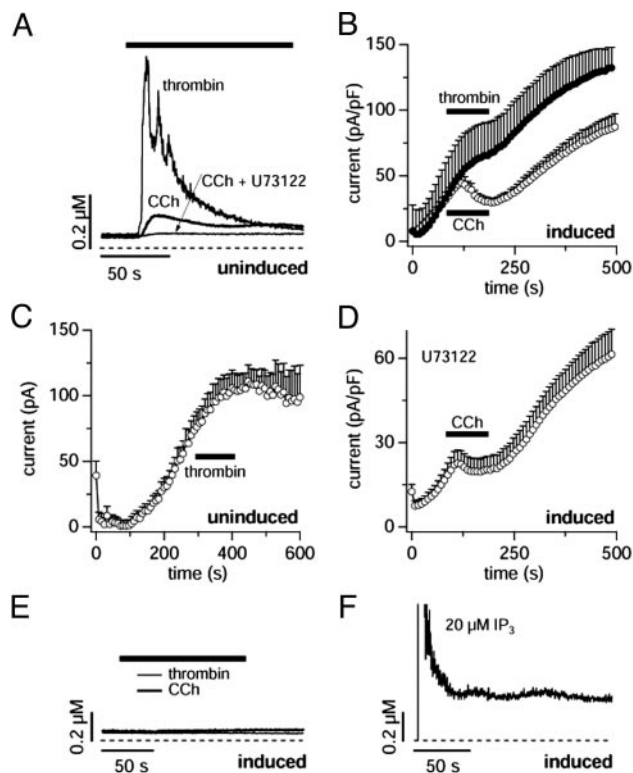 A
thrombin
CCh + U73122
CCh
0.2 µM
50 s
uninduced
B
150
100
50
0
current (pA/pF)
thrombin
CCh
induced
0
250
500
time (s)
C
150
100
50
0
current (pA)
thrombin
uninduced
0
200
400
600
time (s)
D
60
30
15
0
current (pA/pF)
U73122
CCh
induced
0
250
500
time (s)
E
thrombin
CCh
0.2 µM
50 s
induced
F
20 µM IP3
0.2 µM
50 s
induced